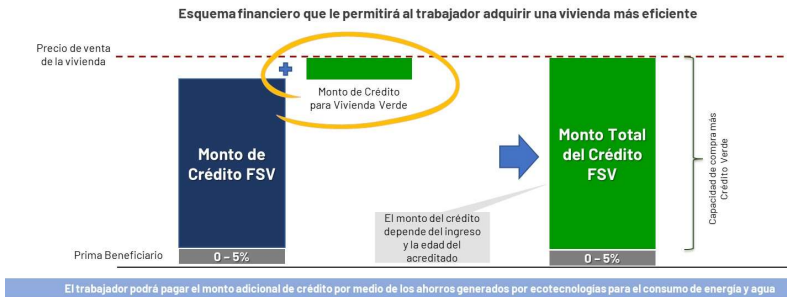 Esquema financiero que le permitirá al trabajador adquirir una vivienda más eficiente
Precio de venta
de la vivienda
+
Monto de Crédito
para Vivienda Verde
Monto de
Crédito FSV
Monto Total
del Crédito
FSV
Capacidad de compra más
Crédito Verde
El monto del crédito
depende del ingreso
y la edad del
acreditado
Prima Beneficiario
0 – 5%
0 – 5%
El trabajador podrá pagar el monto adicional de crédito por medio de los ahorros generados por ecotecnologías para el consumo de energía y agua